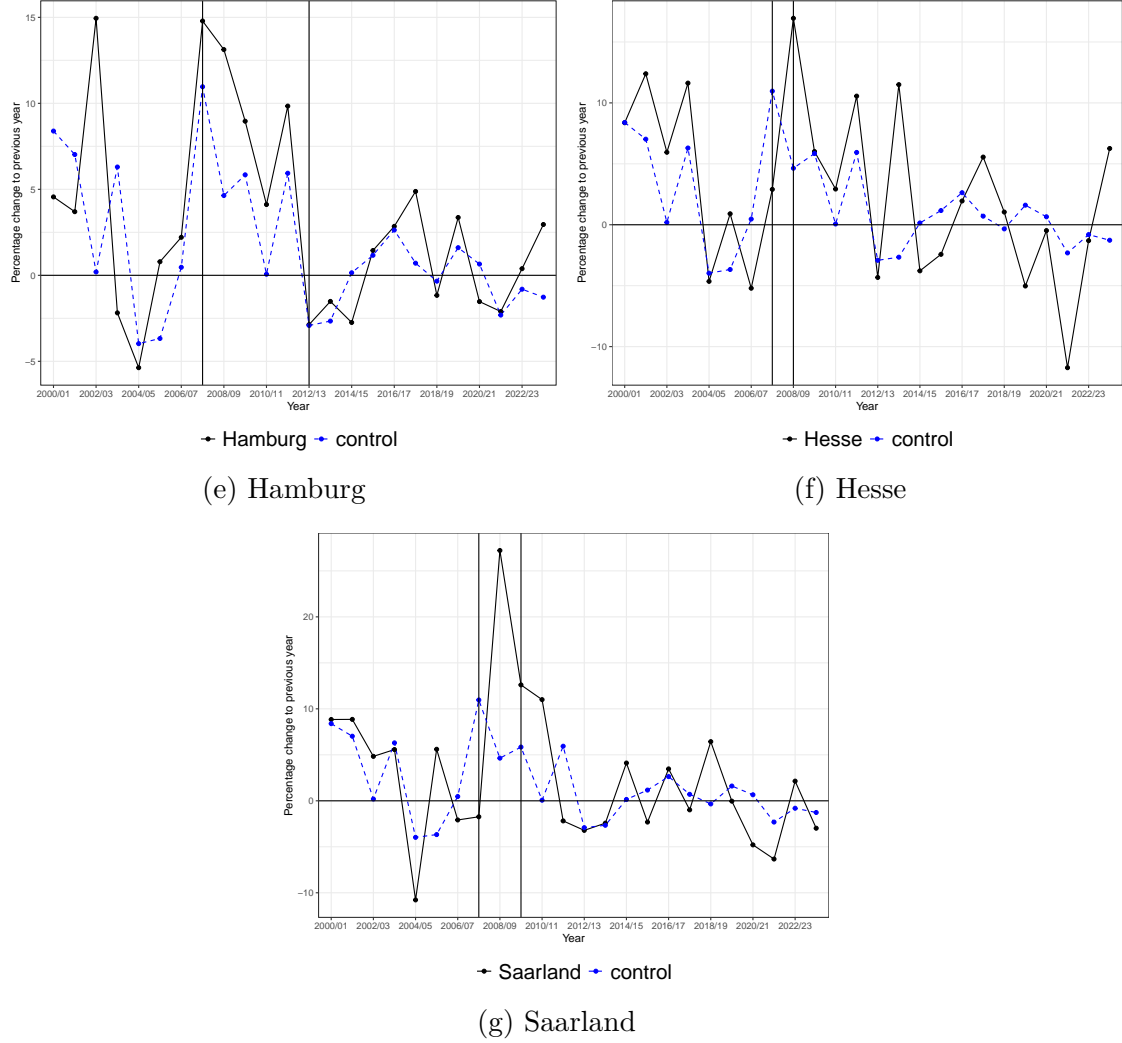 Percentage change to previous year
15
10
5
0
−5
2000/01 2002/03 2004/05 2006/07 2008/09 2010/11 2012/13 2014/15 2016/17 2018/19 2020/21 2022/23
Year
Hamburg control
(e) Hamburg
Percentage change to previous year
10
0
−10
2000/01 2002/03 2004/05 2006/07 2008/09 2010/11 2012/13 2014/15 2016/17 2018/19 2020/21 2022/23
Year
Hesse control
(f) Hesse
Percentage change to previous year
20
10
0
−10
2000/01 2002/03 2004/05 2006/07 2008/09 2010/11 2012/13 2014/15 2016/17 2018/19 2020/21 2022/23
Year
Saarland control
(g) Saarland